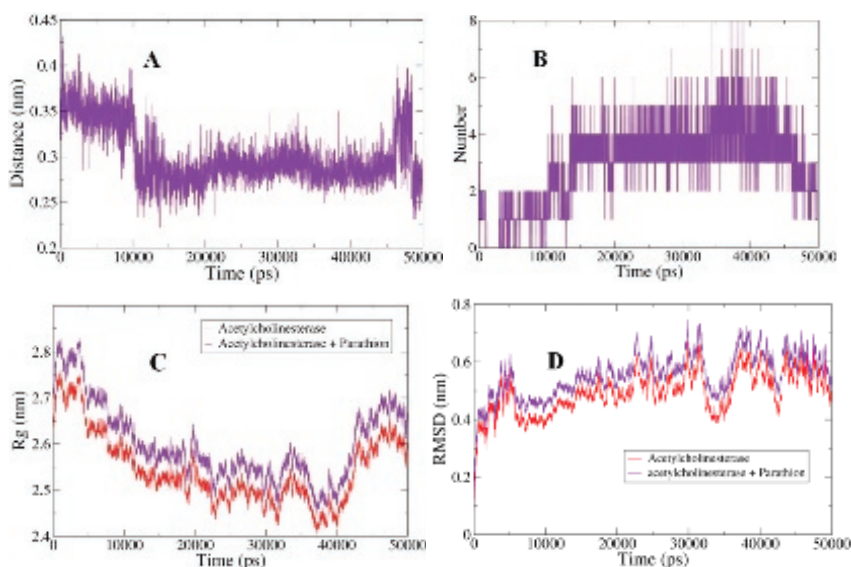 0.45
0.4
0.35
0.3
0.25
0.2
Distance (nm)
A
0 10000 20000 30000 40000 50000
Time (ps)
8
6
4
2
0
Number
B
0 10000 20000 30000 40000 50000
Time (ps)
2.8
2.7
2.6
2.5
2.4
Rg (nm)
C
Acetylcholinesterase
Acetylcholinesterase + Parathion
0 10000 20000 30000 40000 50000
Time (ps)
0.8
0.6
0.4
0.2
0
RMSD (nm)
D
Acetylcholinesterase
acetylcholinesterase + Parathion
0 10000 20000 30000 40000 50000
Time (ps)